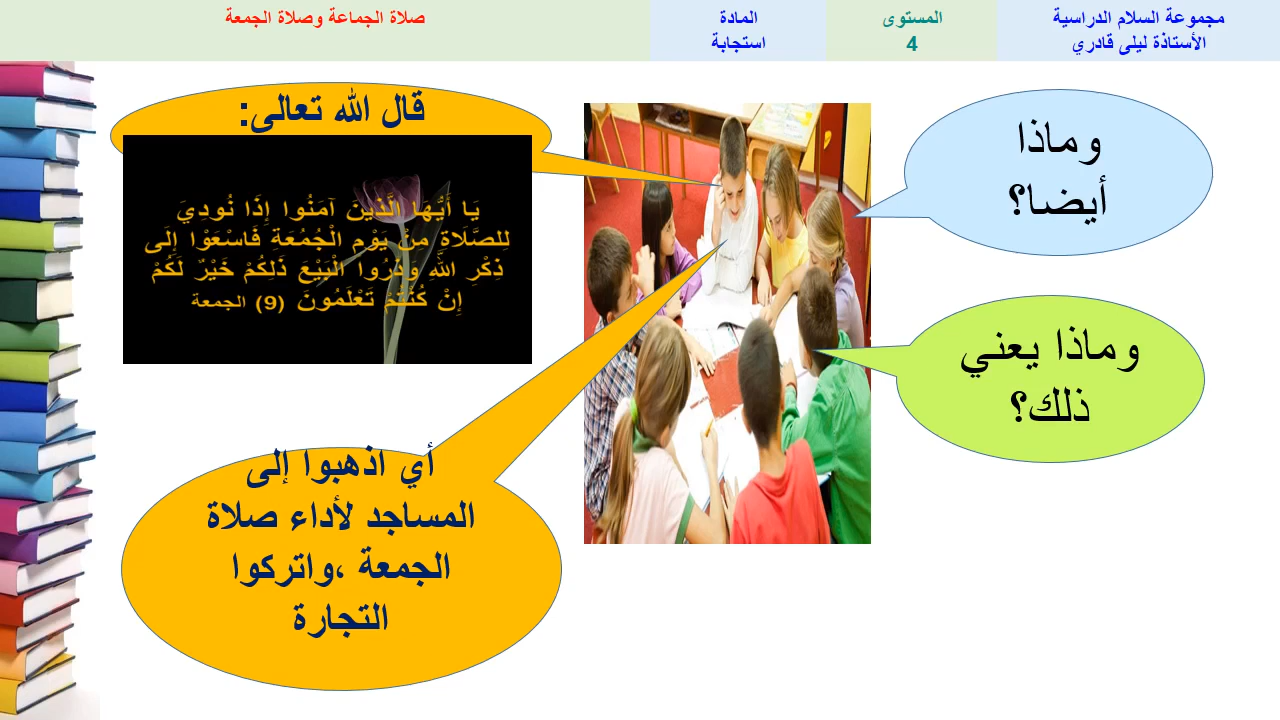 مجموعة السلام الدراسية
الأستاذة ليلى قادري
المستوى
4
المادة
استجابة
صلاة الجماعة وصلاة الجمعة
وماذا
أيضا؟
قال الله تعالى:
يَا أَيُّهَا الَّذِينَ آمَنُوا إِذَا نُودِيَ
لِلصَّلَاةِ مِنْ يَوْمِ الْجُمُعَةِ فَاسْعَوْا إِلَى
ذِكْرِ اللَّهِ وَذَرُوا الْبَيْعَ ذَلِكُمْ خَيْرٌ لَكُمْ
إِنْ كُنْتُمْ تَعْلَمُونَ (9) الجمعة
وماذا يعني
ذلك؟
أي اذهبوا إلى
المساجد لأداء صلاة
الجمعة ،واتركوا
التجارة